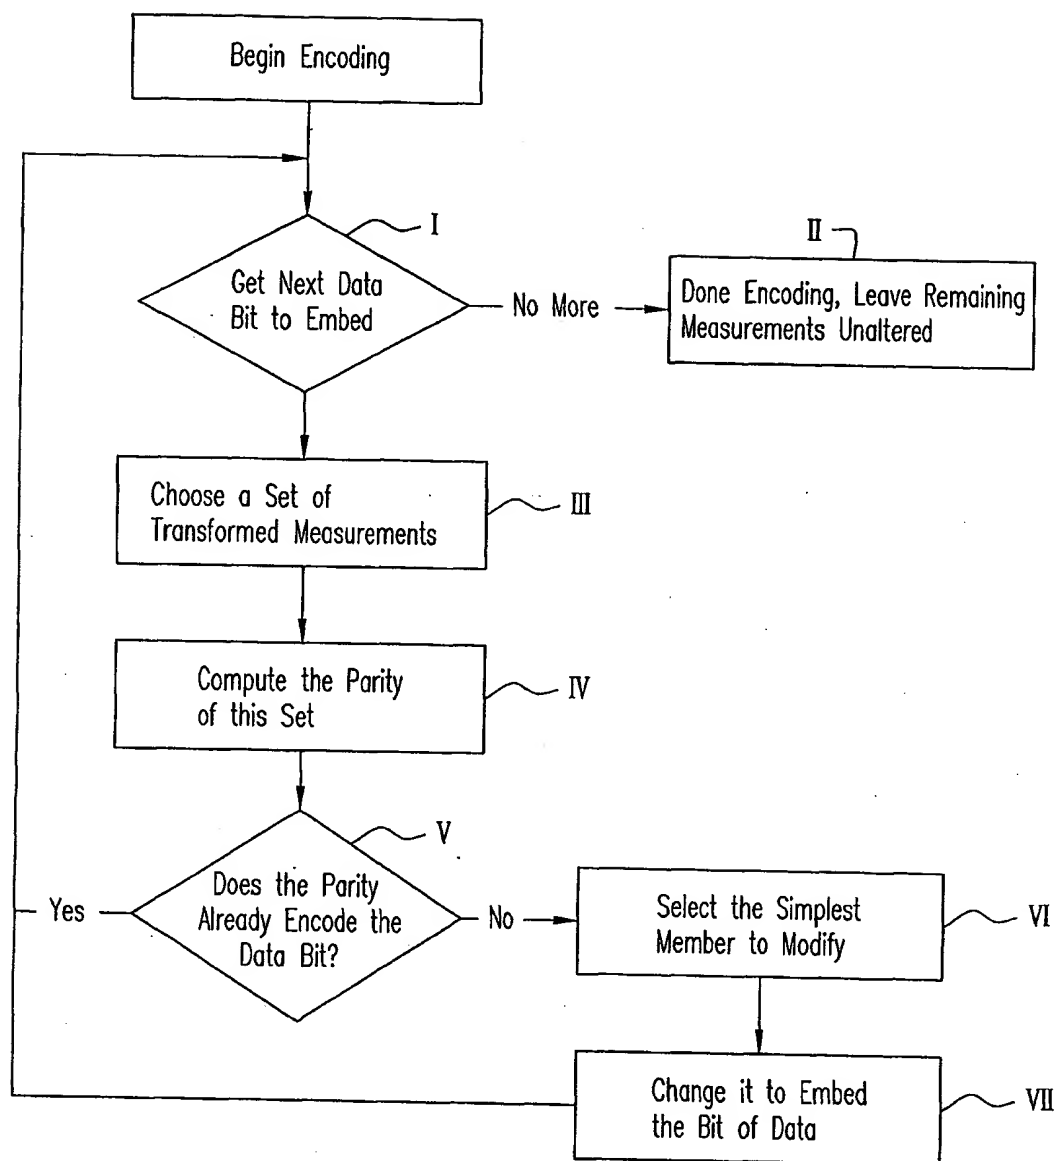 Begin Encoding
I
Get Next Data
Bit to Embed
No More
II
Done Encoding, Leave Remaining
Measurements Unaltered
Choose a Set of
Transformed Measurements
III
Compute the Parity
of this Set
IV
V
Does the Parity
Already Encode the
Data Bit?
Yes
No
Select the Simplest
Member to Modify
VI
Change it to Embed
the Bit of Data
VII